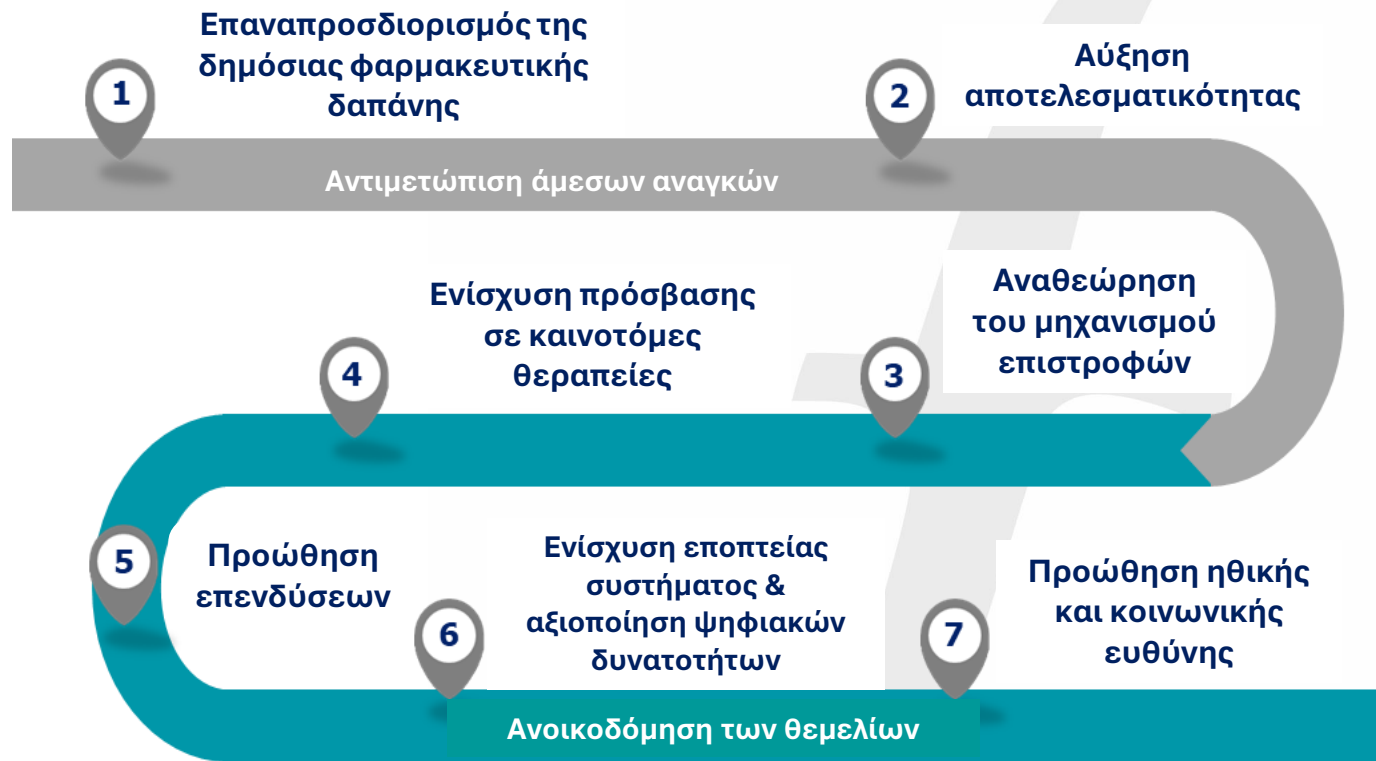 1
Επαναπροσδιορισμός της
δημόσιας φαρμακευτικής
δαπάνης
2
Αύξηση
αποτελεσματικότητας
Αντιμετώπιση άμεσων αναγκών
3
Αναθεώρηση
του μηχανισμού
επιστροφών
4
Ενίσχυση πρόσβασης
σε καινοτόμες
θεραπείες
5
Προώθηση
επενδύσεων
6
Ενίσχυση εποπτείας
συστήματος &
αξιοποίηση ψηφιακών
δυνατοτήτων
7
Προώθηση ηθικής
και κοινωνικής
ευθύνης
Ανοικοδόμηση των θεμελίων